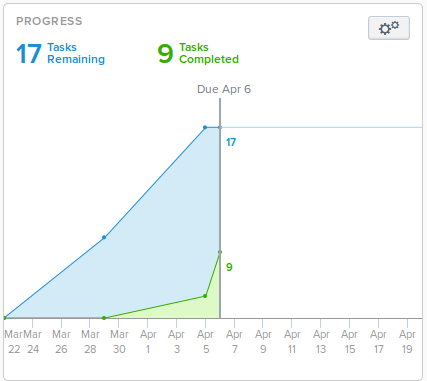 PROGRESS
17 Tasks Remaining
9 Tasks Completed
Due Apr 6
17
9
Mar 22
Mar 24
Mar 26
Mar 28
Mar 30
Apr 1
Apr 3
Apr 5
Apr 7
Apr 9
Apr 11
Apr 13
Apr 15
Apr 17
Apr 19